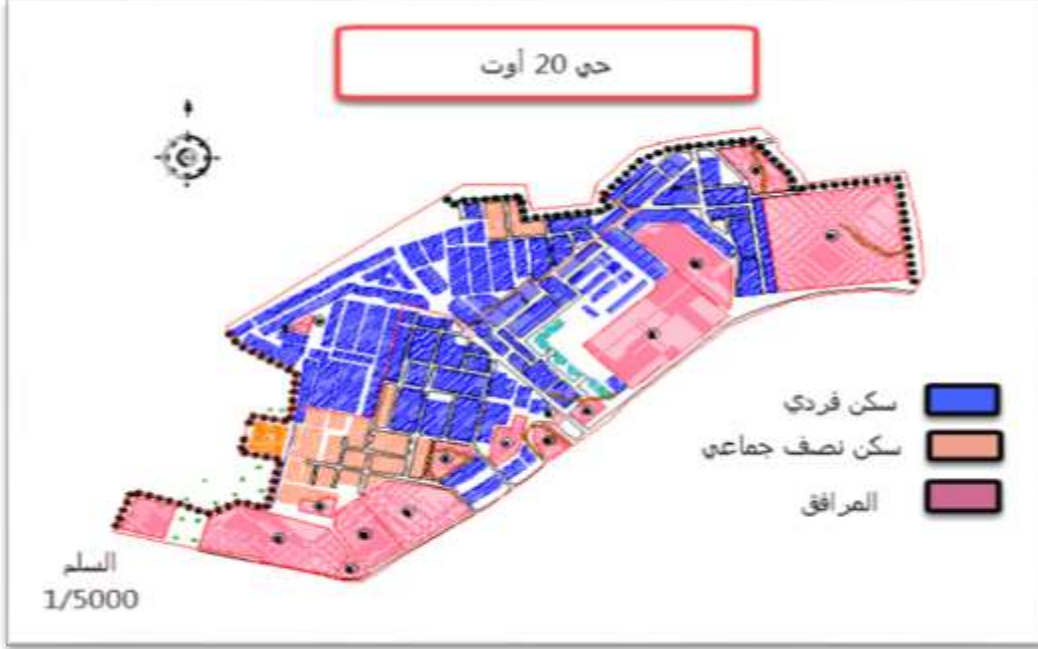 حي 20 أوت
سكن فردي
سكن نصف جماعي
المرافق
السلم
1/5000